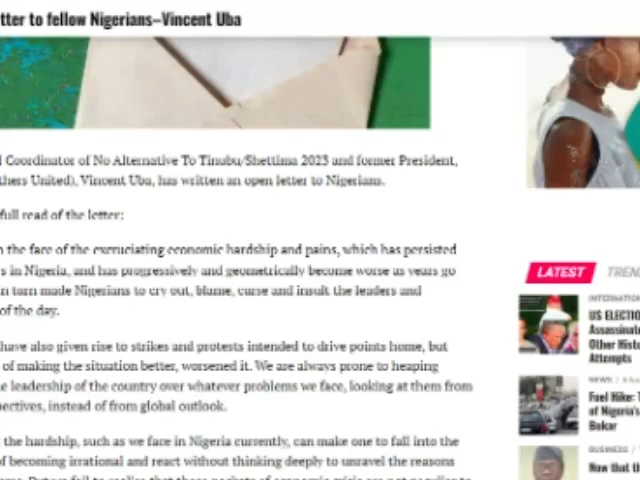 tter to fellow Nigerians–Vincent Uba
Coordinator of No Alternative To Tinubu/Shettima 2023 and former President,
thers United), Vincent Uba, has written an open letter to Nigerians.
full read of the letter:
the face of the excruciating economic hardship and pains, which has persisted
s in Nigeria, and has progressively and geometrically become worse as years go
in turn made Nigerians to cry out, blame, curse and insult the leaders and
of the day.
have also given rise to strikes and protests intended to drive points home, but
of making the situation better, worsened it. We are always prone to heaping
e leadership of the country over whatever problems we face, looking at them from
pectives, instead of from global outlook.
the hardship, such as we face in Nigeria currently, can make one to fall into the
of becoming irrational and react without thinking deeply to unravel the reasons
LATEST
TREN
INTERNATION
US ELECTIO
Assassinat
Other Histo
Attempts
NEWS
Fuel Hike: T
of Nigeria's
Bakar
BUSINESS
Now that th